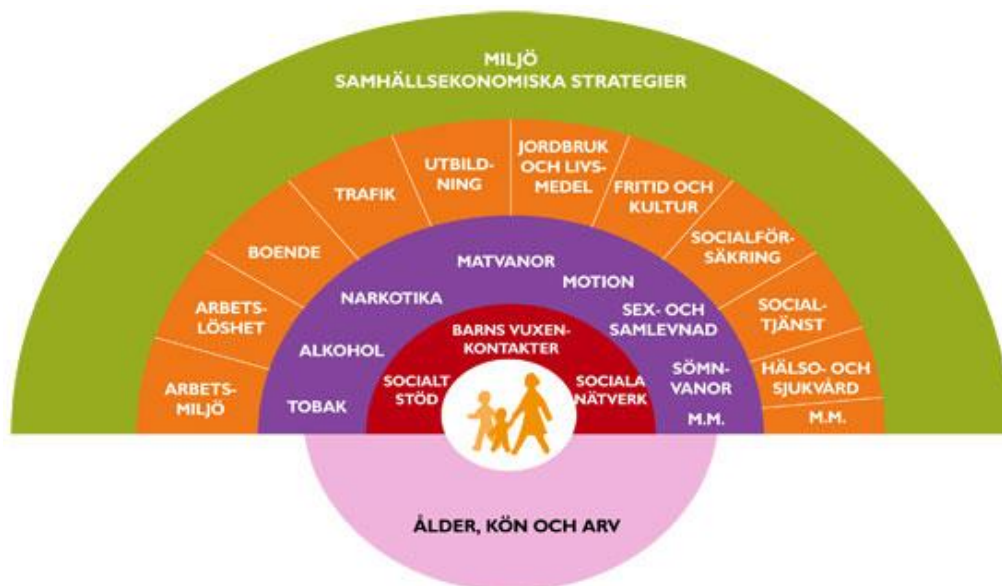 MILJÖ
SAMHÄLLSEKONOMISKA STRATEGIER
ARBETS-
MILJÖ
ARBETS-
LÖSHET
BOENDE
TRAFIK
UTBILD-
NING
JORDBRUK
OCH LIVS-
MEDEL
FRITID OCH
KULTUR
SOCIALFÖR-
SÄKRING
SOCIAL-
TJÄNST
HÄLSO- OCH
SJUKVÅRD
M.M.
TOBAK
ALKOHOL
NARKOTIKA
MATVANOR
MOTION
SEX- OCH
SAMLEVNAD
SÖMN-
VANOR
M.M.
SOCIALT
STÖD
BARNS VUXEN-
KONTAKTER
SOCIALA
NÄTVERK
ÅLDER, KÖN OCH ARV